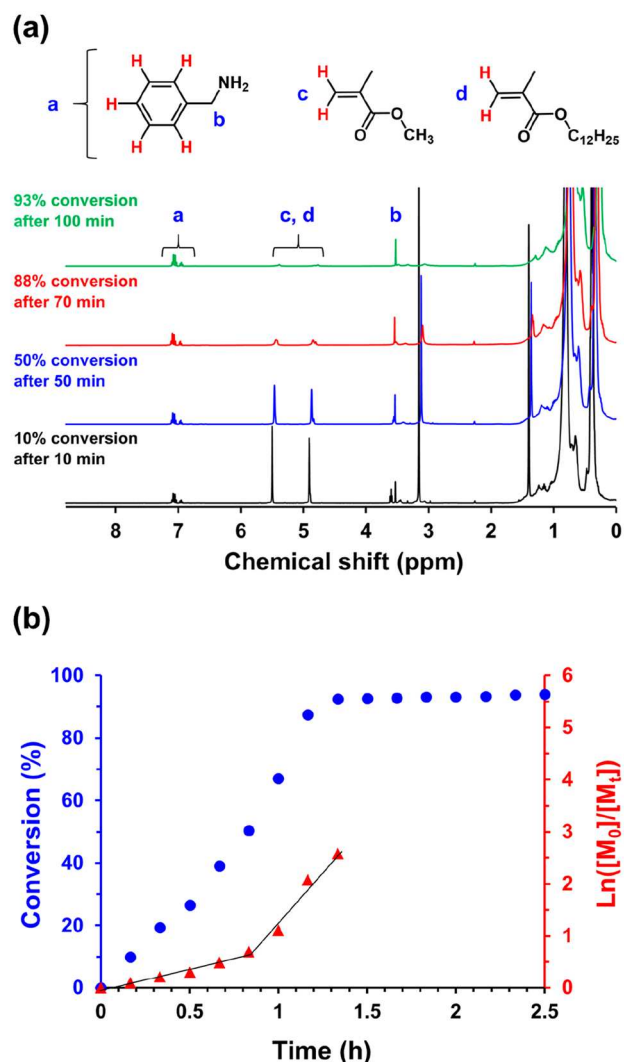 (a)
H
H
H
H
H
NH₂
a
b
H
H
c
O
O
CH₃
H
H
d
O
O
C₁₂H₂₅
93% conversion
after 100 min
a
c, d
b
88% conversion
after 70 min
50% conversion
after 50 min
10% conversion
after 10 min
8 7 6 5 4 3 2 1 0
Chemical shift (ppm)
(b)
100
80
60
40
20
0
Conversion (%)
6
5
4
3
2
1
0
Ln([M₀]/[Mₜ])
0 0.5 1 1.5 2 2.5
Time (h)